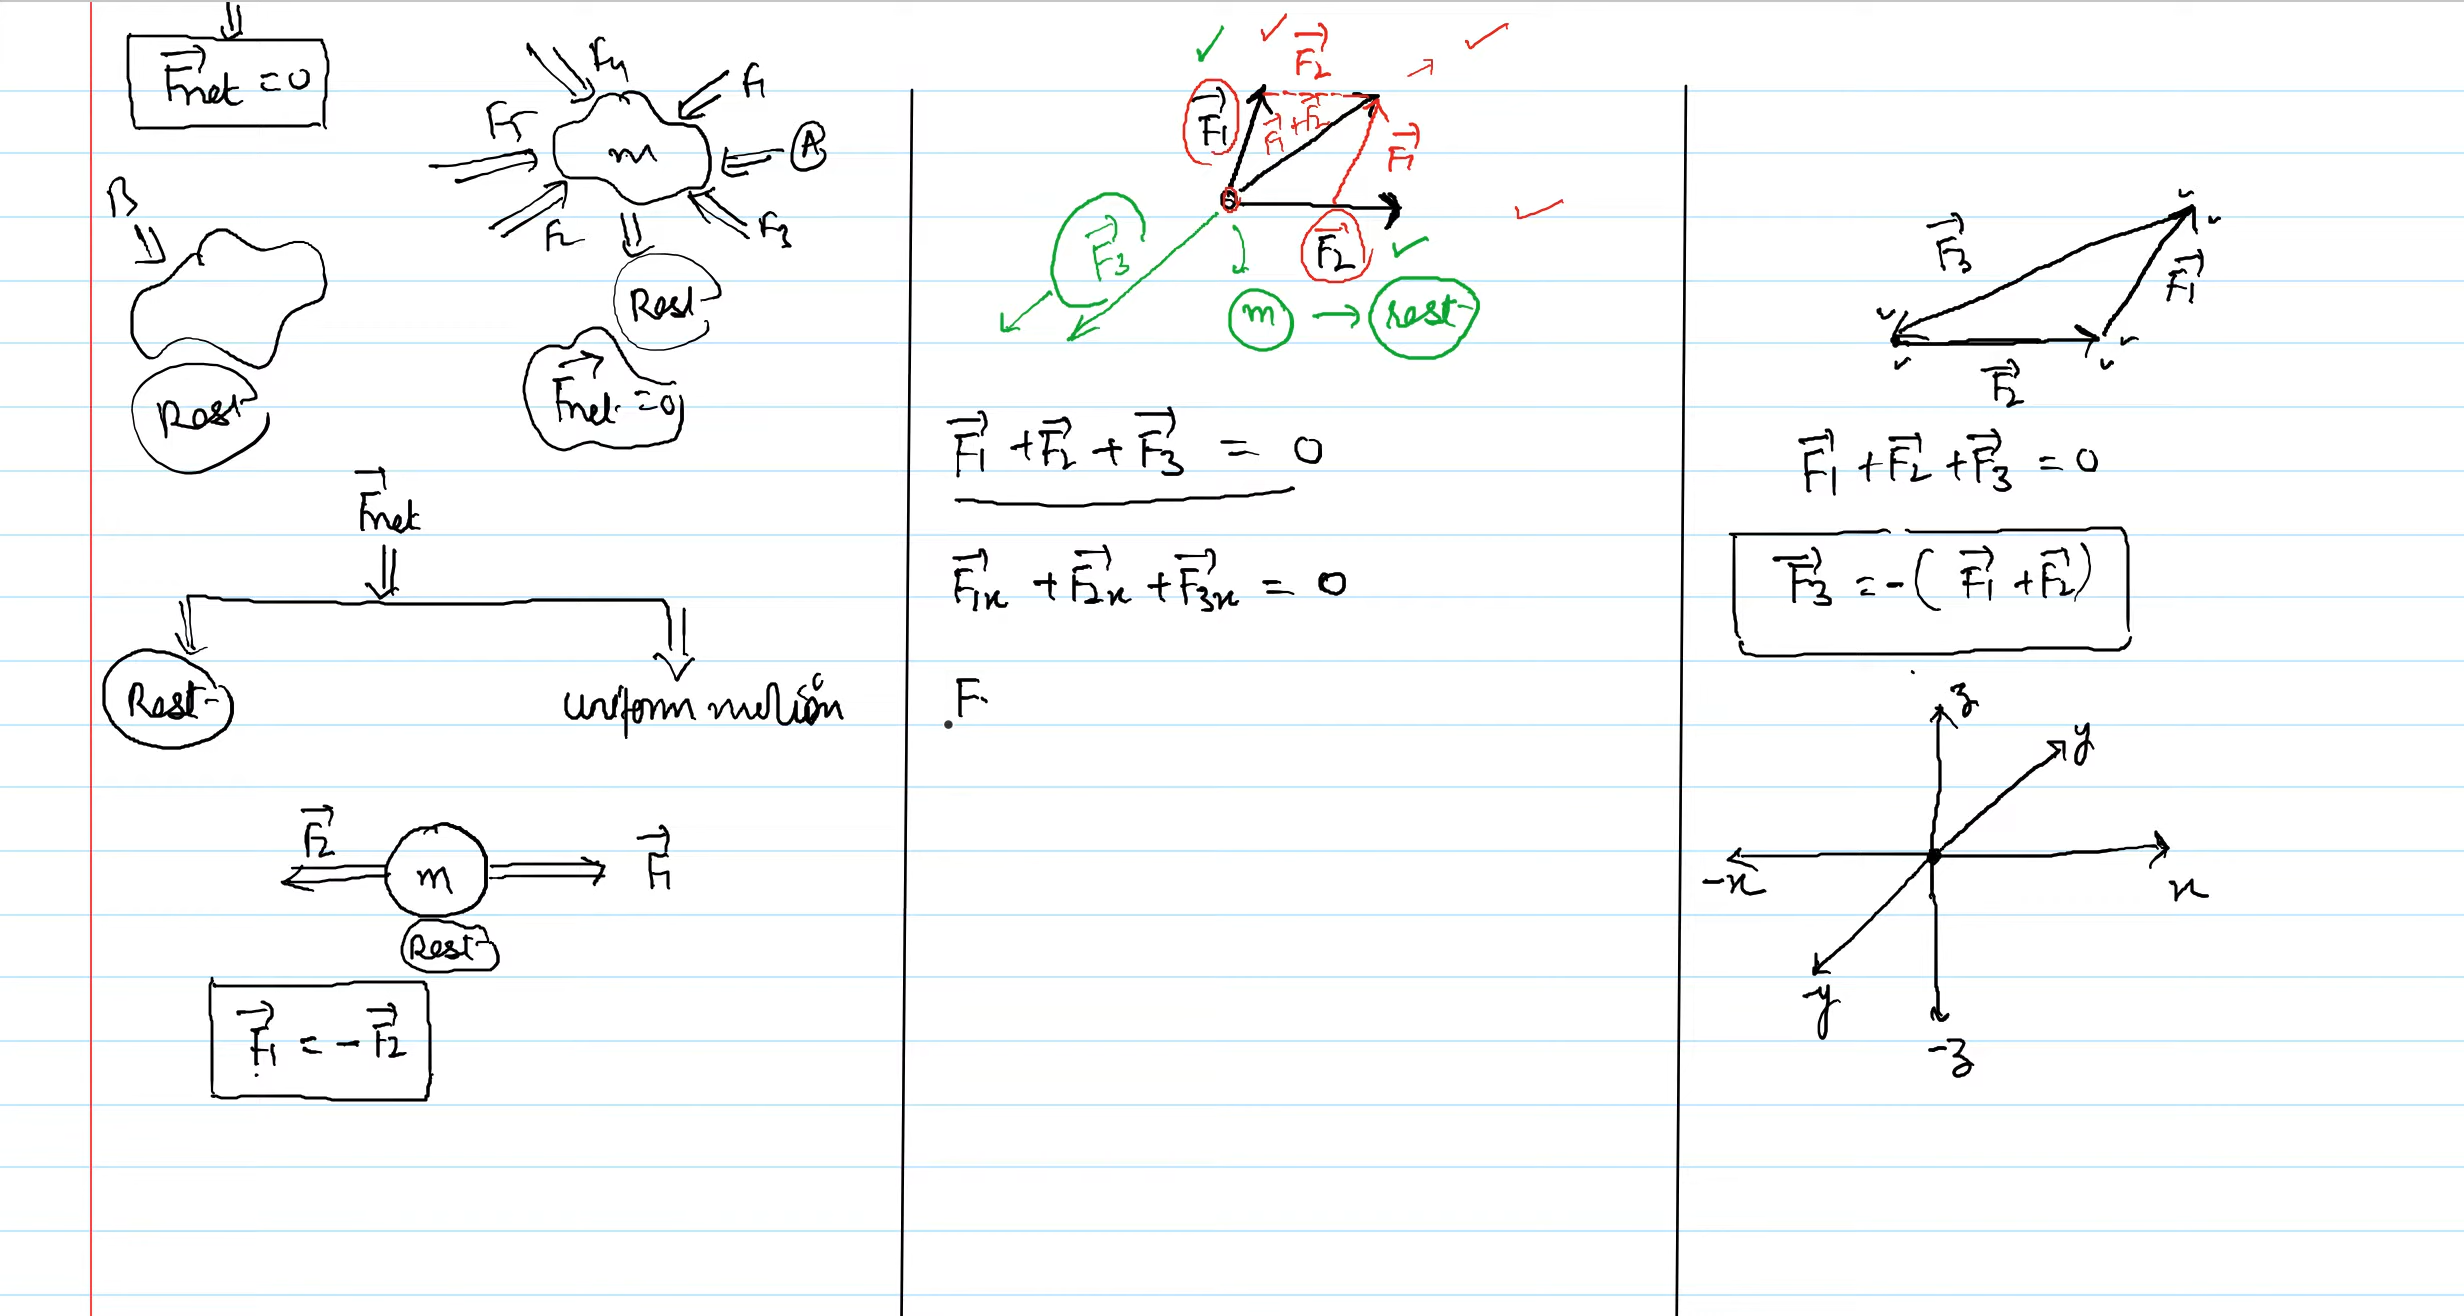 F⃗net = 0
F4
F1
F5
m
A
F2
F3
B
Rest
F⃗net = 0
Rest
F⃗net
Rest
uniform motion
F⃗2
m
F⃗1
Rest
F⃗1 = -F⃗2
F⃗2
F⃗1
F⃗1 + F⃗2
F⃗1
F⃗3
F⃗2
m → rest
F⃗1 + F⃗2 + F⃗3 = 0
F⃗1x + F⃗2x + F⃗3x = 0
F
F⃗3
F⃗1
F⃗2
F⃗1 + F⃗2 + F⃗3 = 0
F⃗3 = -(F⃗1 + F⃗2)
z
y
-x
x
-y
-z